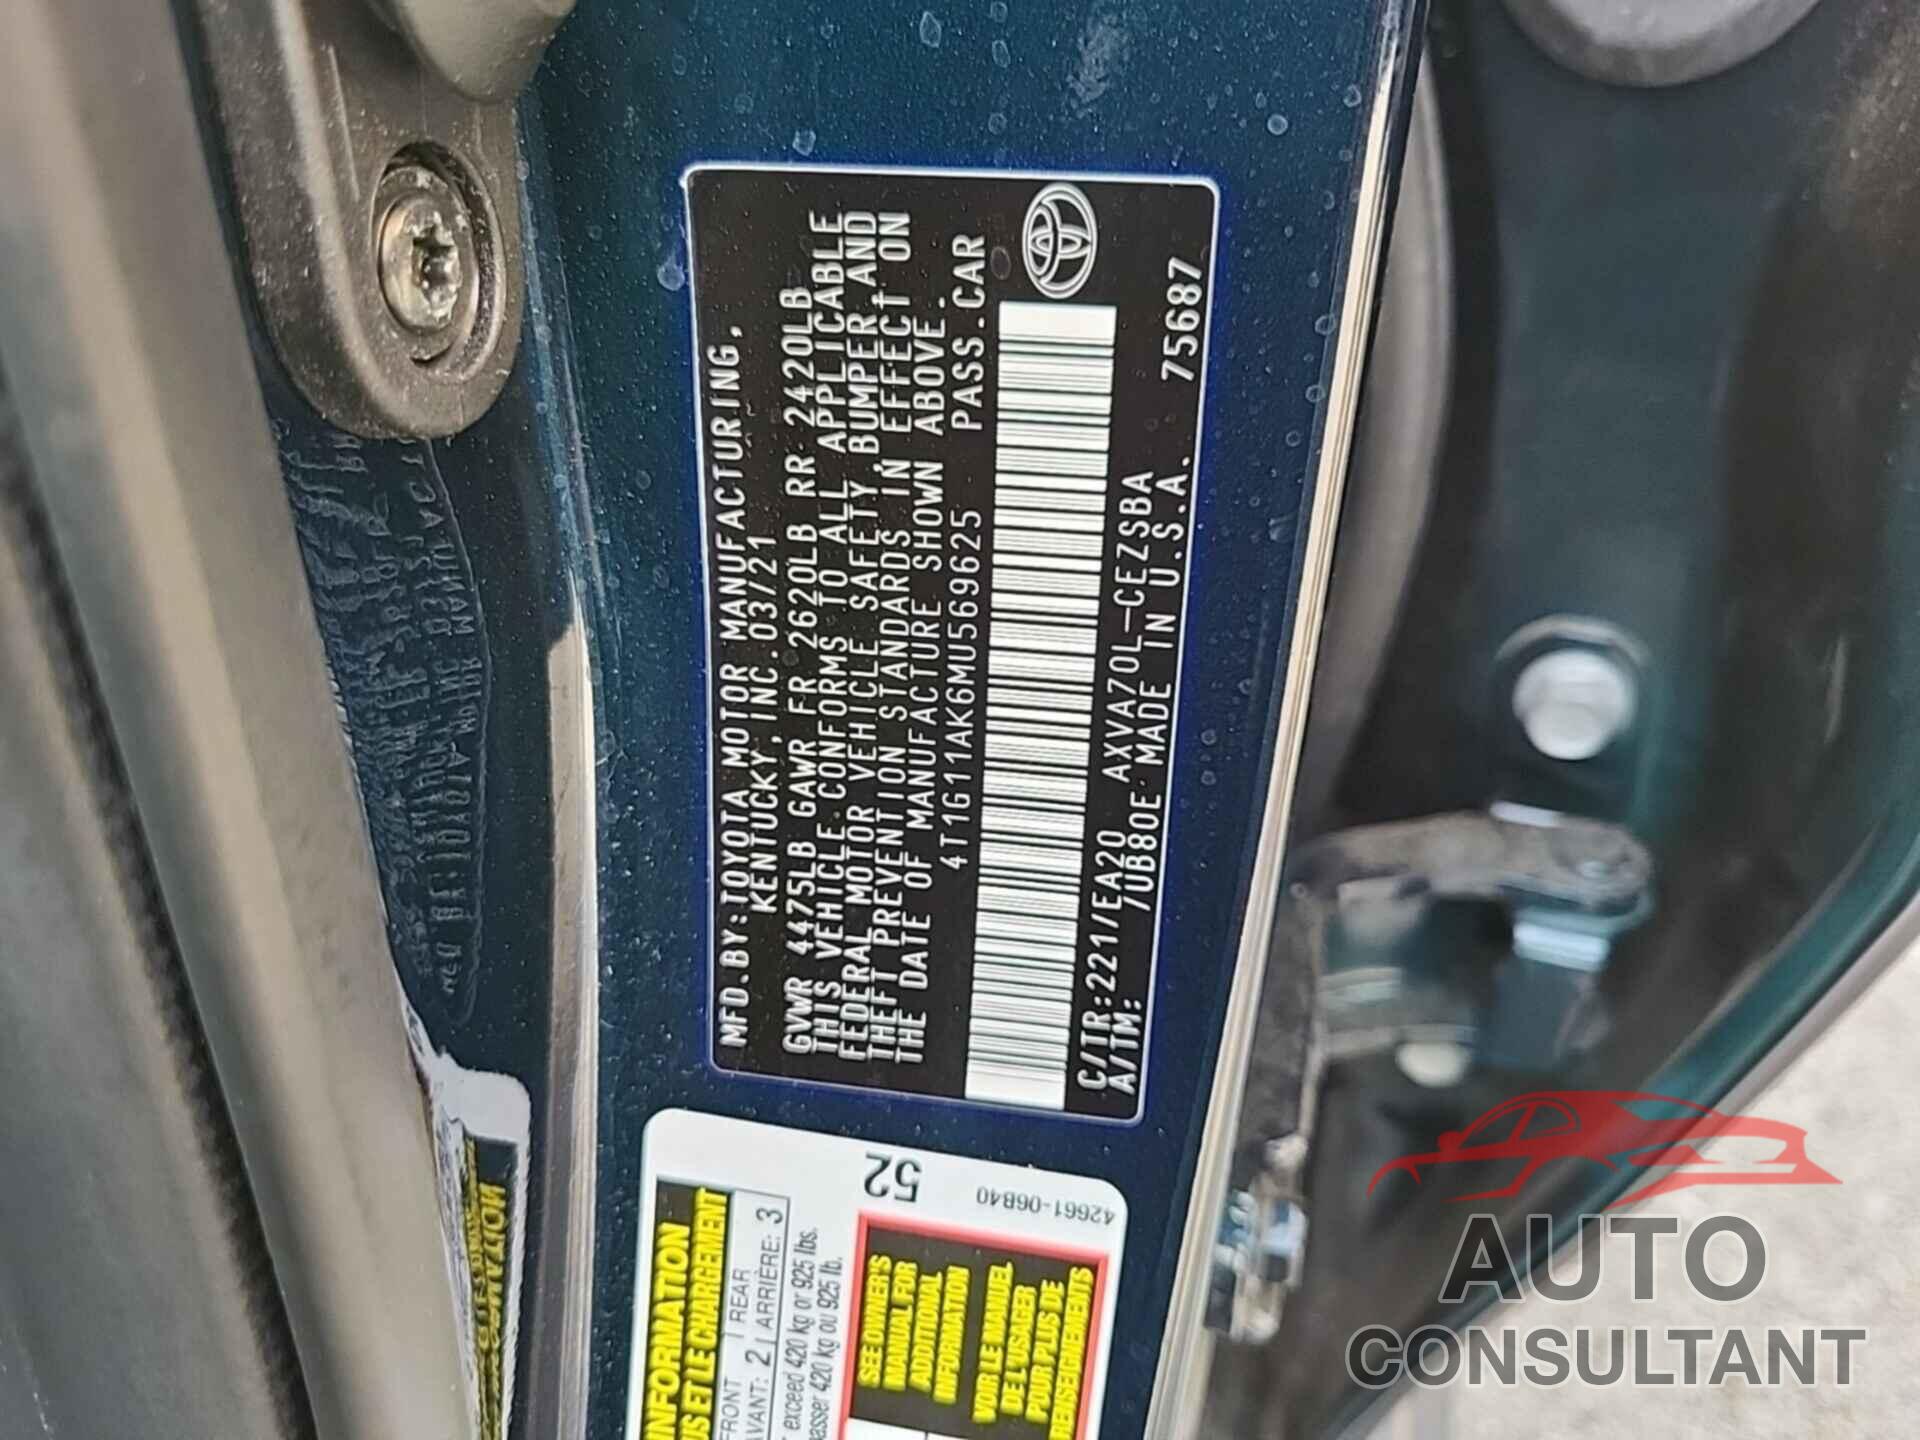 MFD.BY:TOYOTA MOTOR MANUFACTURING,
KENTUCKY,INC.03/21
GVWR 4475LB GAWR FR 2620LB RR 2420LB
THIS VEHICLE CONFORMS TO ALL APPLICABLE
FEDERAL MOTOR VEHICLE SAFETY, BUMPER,AND
THEFT PREVENTION STANDARDS IN EFFECT ON
THE DATE OF MANUFACTURE SHOWN ABOVE.
4T1G11AK6MU569625 PASS.CAR
C/TR:221/EA20 AXVA70L-CEZSBA
A/TM: /UB80E MADE IN U.S.A. 75687
52
42661-06B40
INFORMATION
US ET LE CHARGEMENT
FRONT REAR
AVANT: 2 ARRIÈRE: 3
exceed 420 kg or 925 lbs.
passer 420 kg ou 925 lb.
SEE OWNER'S
MANUAL FOR
ADDITIONAL
INFORMATION
VOIR LE MANUEL
DE L'USAGER
POUR PLUS DE
RENSEIGNEMENTS
AUTO
CONSULTANT